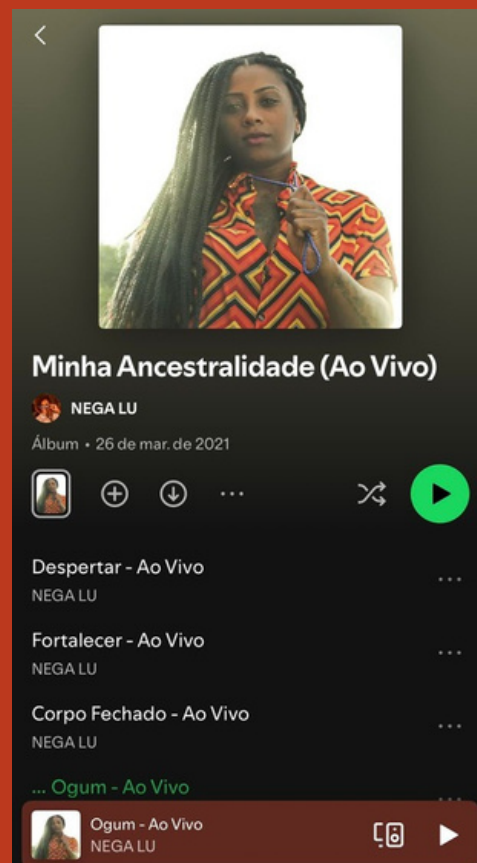 Minha Ancestralidade (Ao Vivo)
NEGA LU
Álbum • 26 de mar. de 2021
Despertar - Ao Vivo
NEGA LU
Fortalecer - Ao Vivo
NEGA LU
Corpo Fechado - Ao Vivo
NEGA LU
... Ogum - Ao Vivo
Ogum - Ao Vivo
NEGA LU